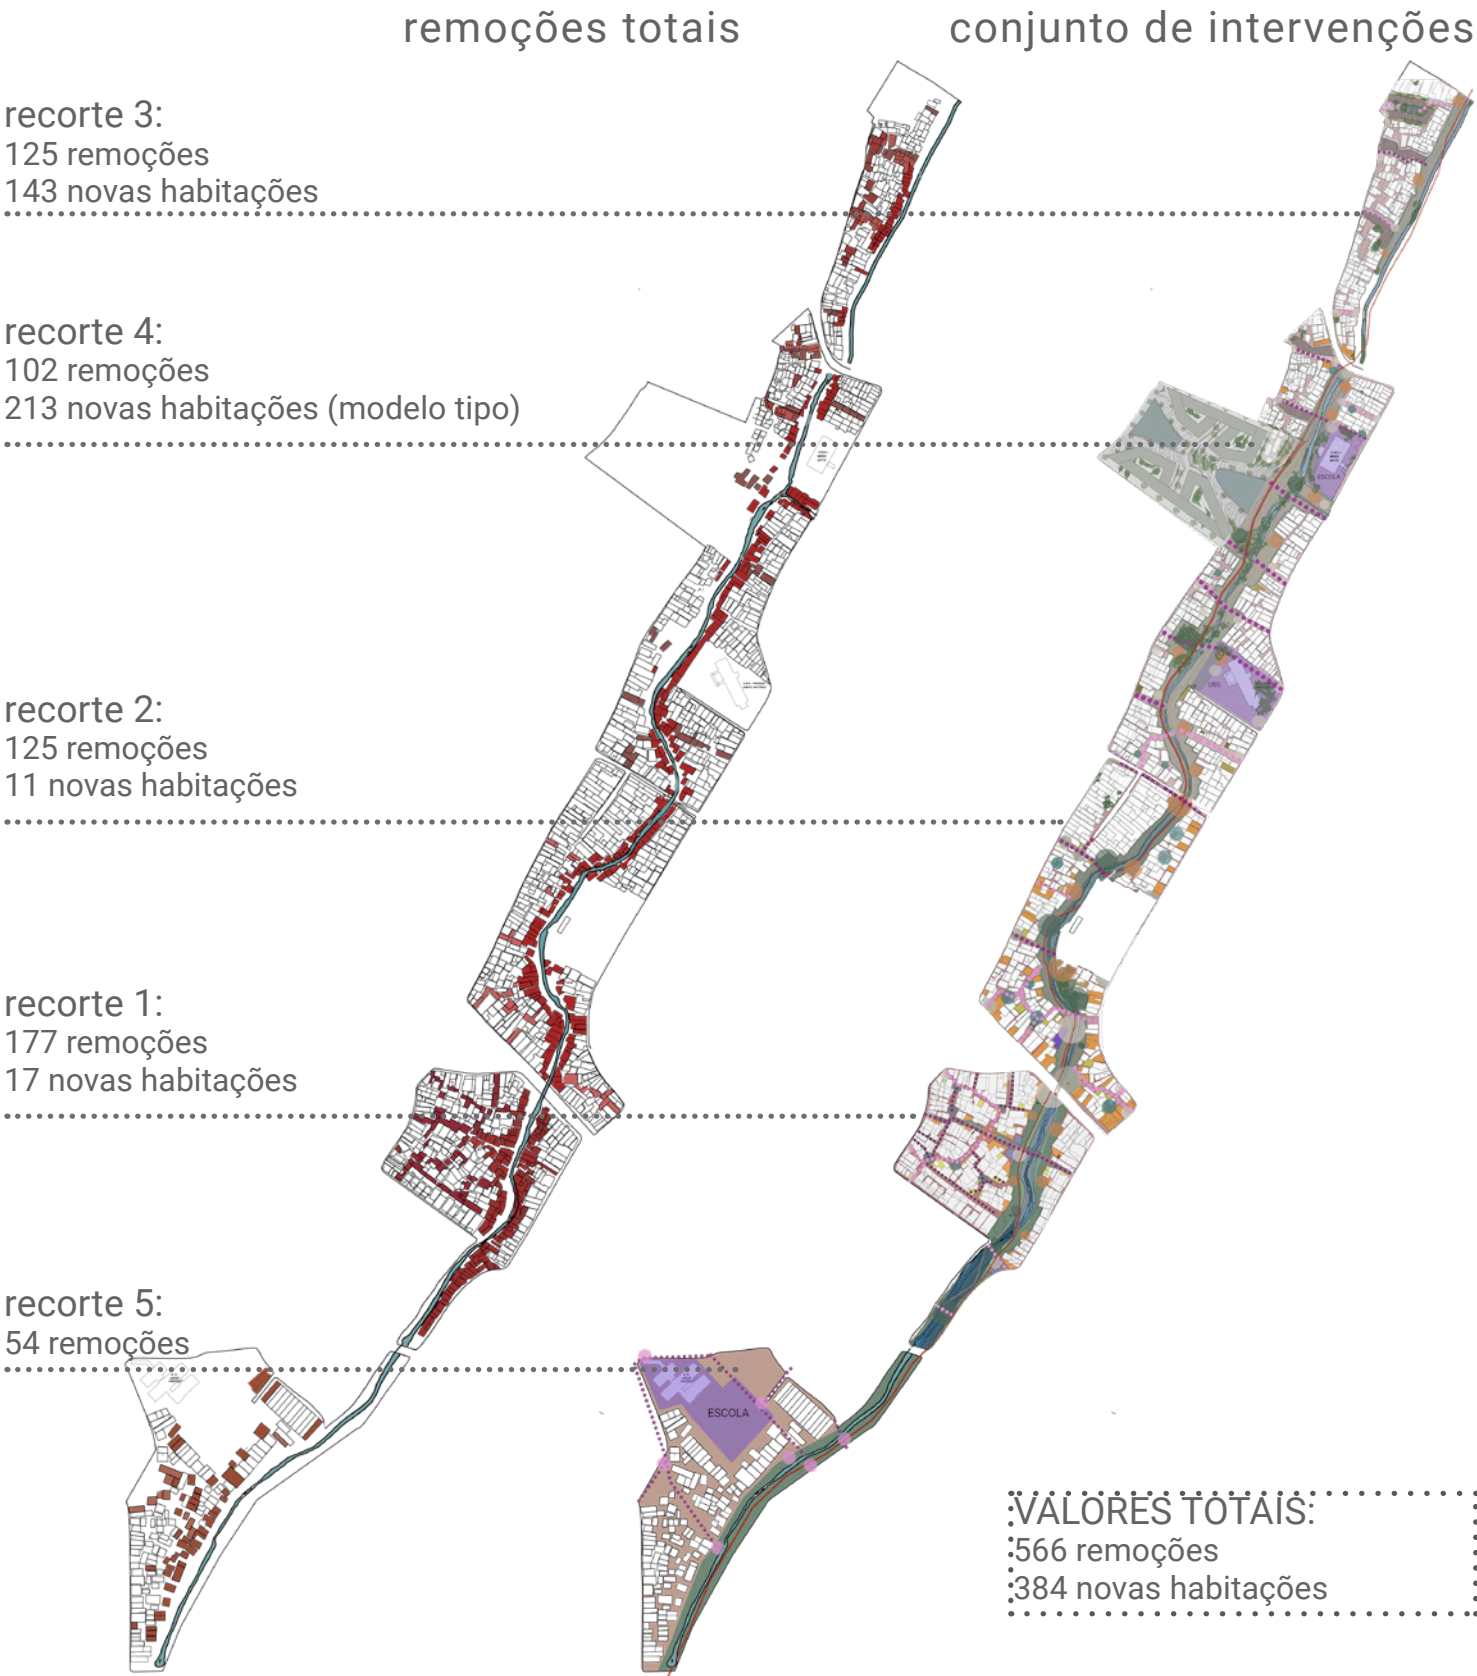 remoções totais
conjunto de intervenções
recorte 3:
125 remoções
143 novas habitações
recorte 4:
102 remoções
213 novas habitações (modelo tipo)
ESCOLA
UBS
recorte 2:
125 remoções
11 novas habitações
recorte 1:
177 remoções
17 novas habitações
recorte 5:
54 remoções
ESCOLA
VALORES TOTAIS:
566 remoções
384 novas habitações